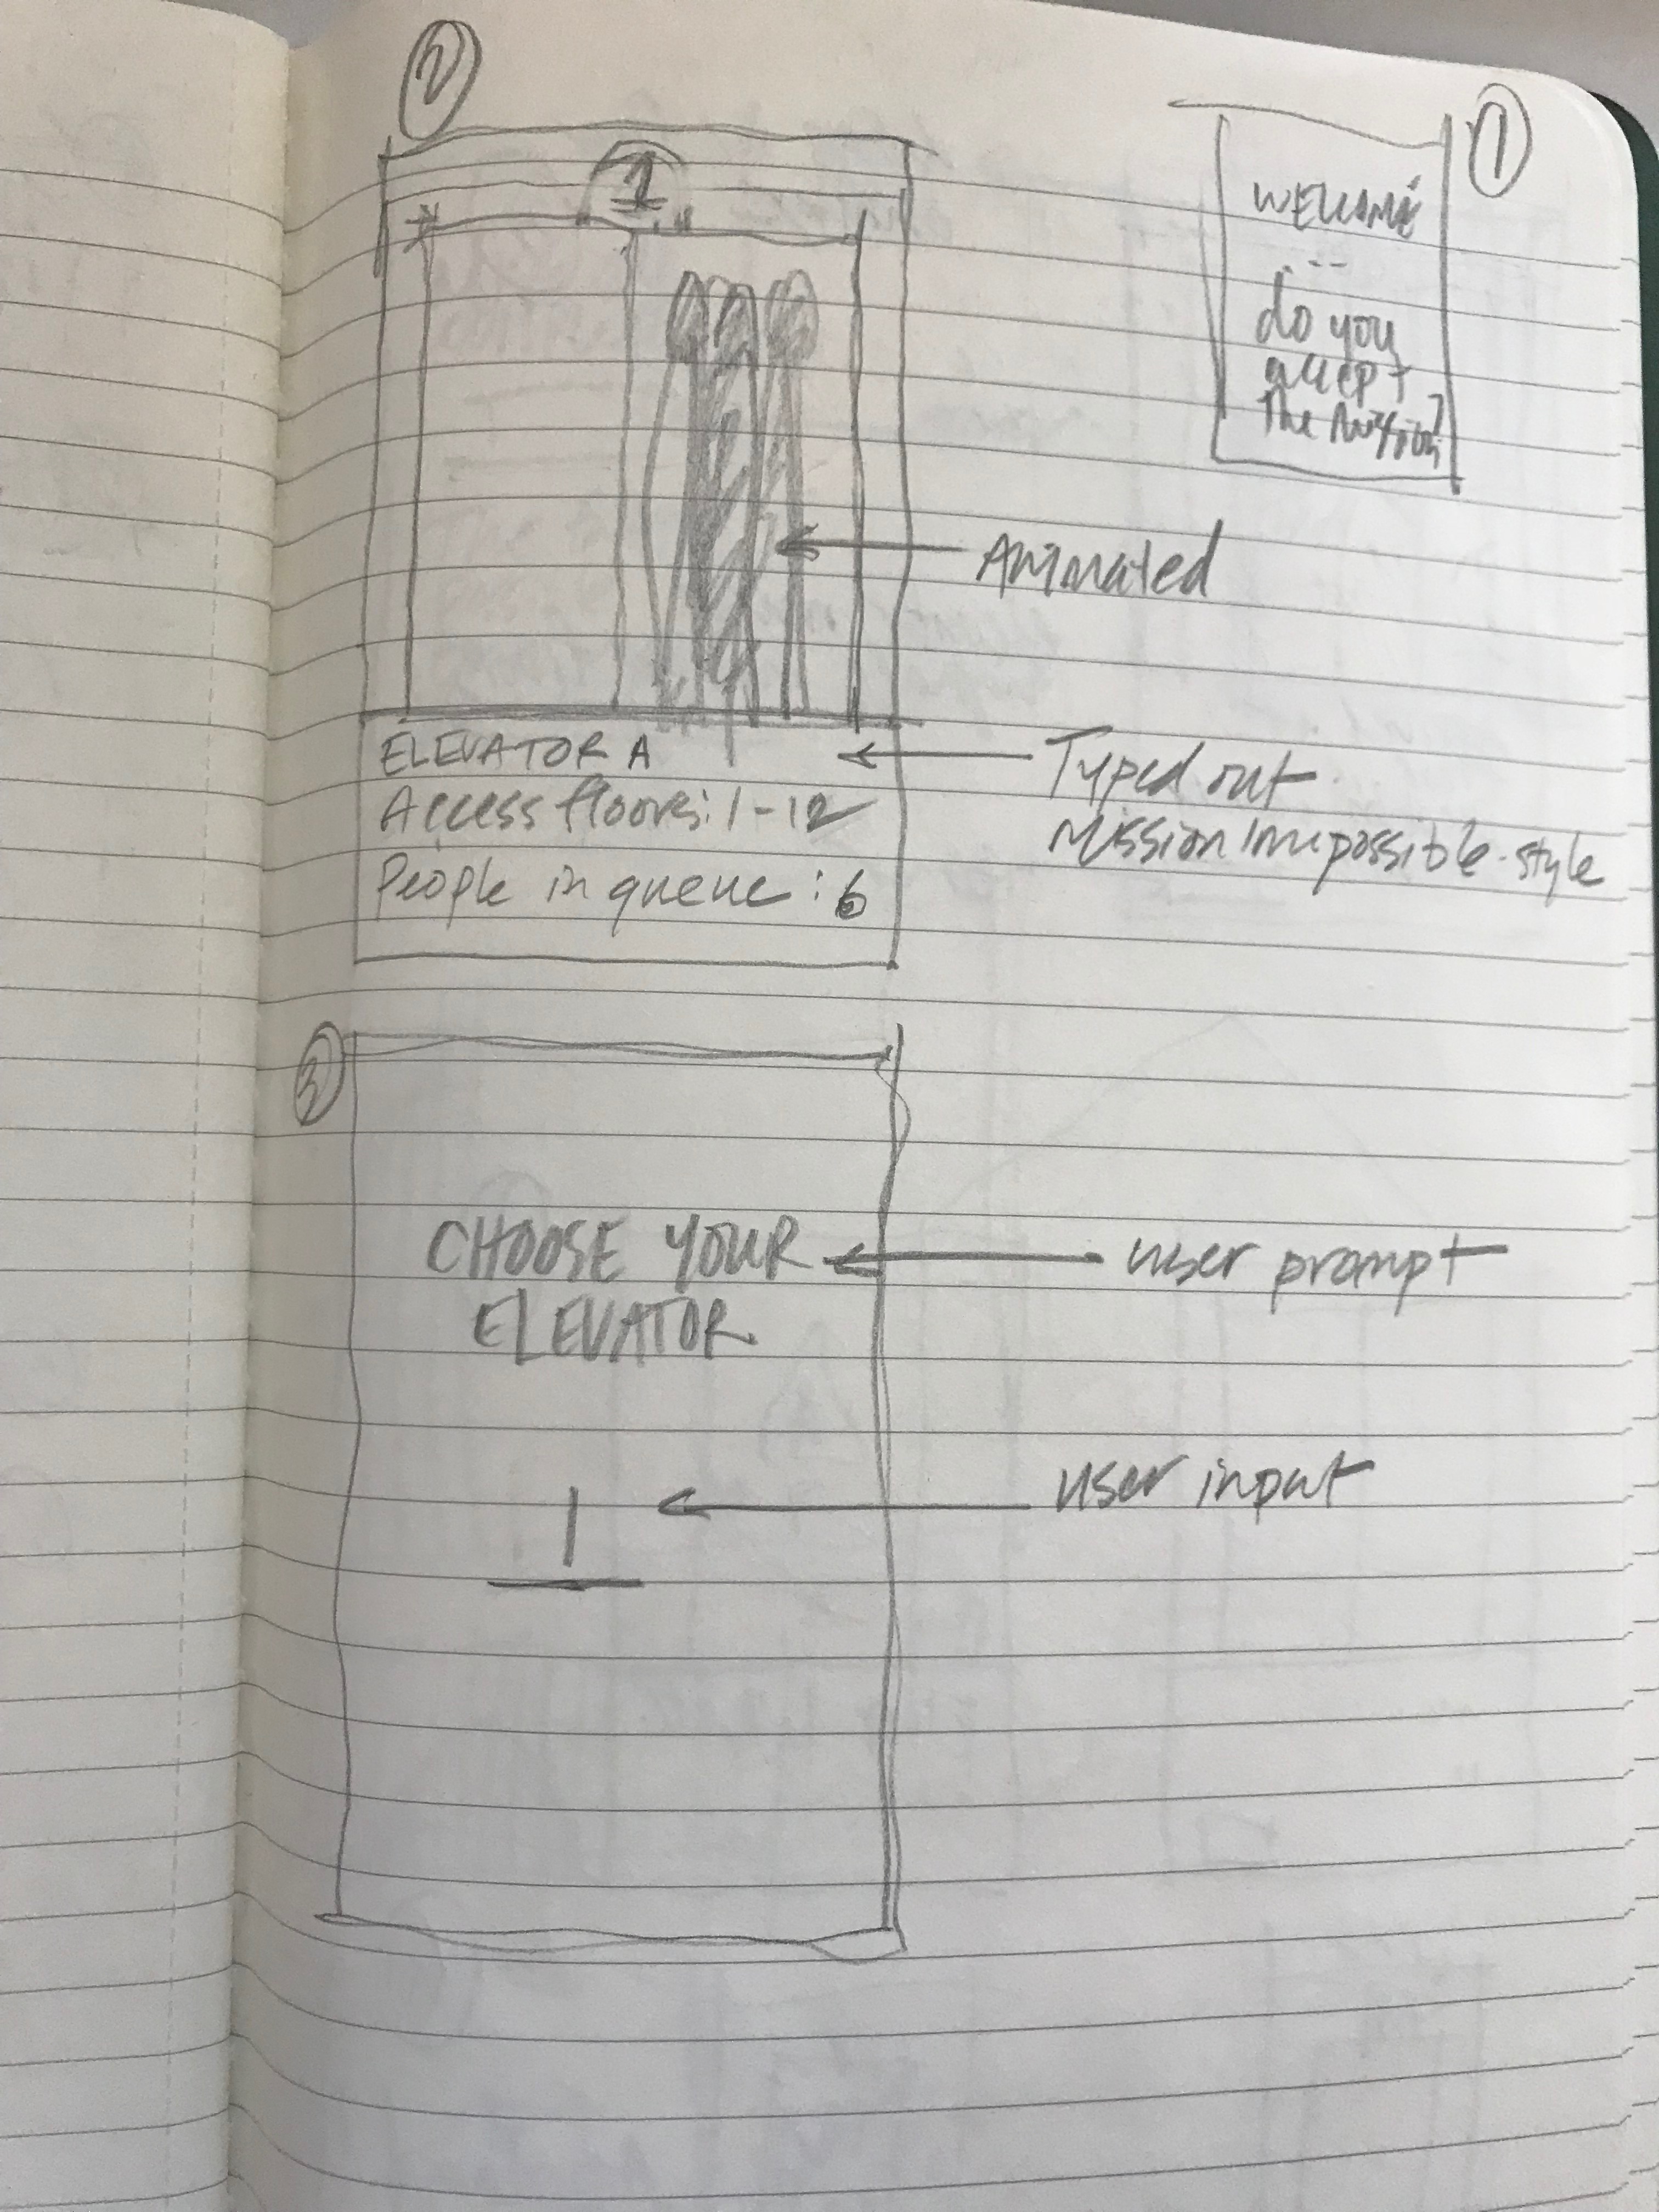 1
WELCOME
...
do you
accept
The Mission?
2
1
Animated
ELEVATOR A
Access floors: 1-12
People in queue: 6
Typed out
Mission Impossible-style
3
CHOOSE YOUR
ELEVATOR
user prompt
user input